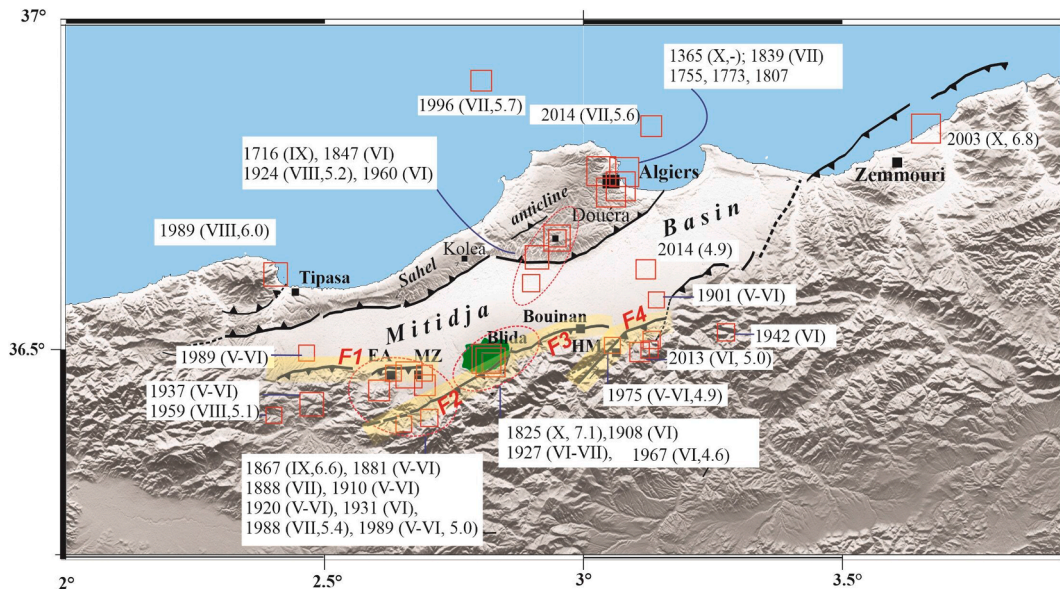 37°
1365 (X,-); 1839 (VII)
1755, 1773, 1807
1996 (VII,5.7)
2014 (VII,5.6)
2003 (X, 6.8)
1716 (IX), 1847 (VI)
1924 (VIII,5.2), 1960 (VI)
Algiers
Zemmouri
anticline
Douéra
Basin
1989 (VIII,6.0)
Koléa
2014 (4.9)
Sahel
Tipasa
1901 (V-VI)
Mitidja
Bouinan
F4
1942 (VI)
36.5°
1989 (V-VI)
F1
EA
MZ
Blida
F3
HM
2013 (VI, 5.0)
1937 (V-VI)
1959 (VIII,5.1)
F2
1975 (V-VI,4.9)
1825 (X, 7.1),1908 (VI)
1927 (VI-VII), 1967 (VI,4.6)
1867 (IX,6.6), 1881 (V-VI)
1888 (VII), 1910 (V-VI)
1920 (V-VI), 1931 (VI),
1988 (VII,5.4), 1989 (V-VI, 5.0)
2°
2.5°
3°
3.5°